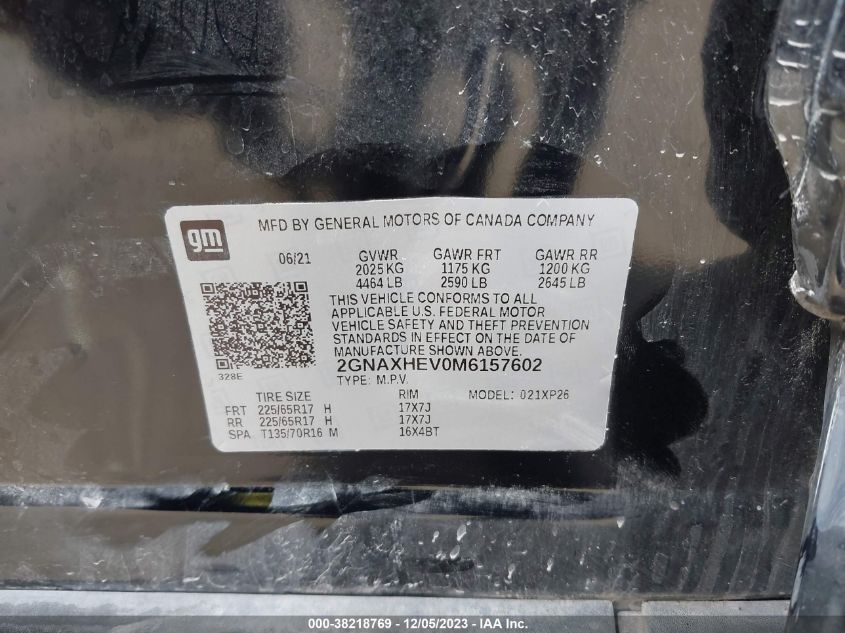 gm
MFD BY GENERAL MOTORS OF CANADA COMPANY
06/21 GVWR GAWR FRT GAWR RR
2025 KG 1175 KG 1200 KG
4464 LB 2590 LB 2645 LB
THIS VEHICLE CONFORMS TO ALL
APPLICABLE U.S. FEDERAL MOTOR
VEHICLE SAFETY AND THEFT PREVENTION
STANDARDS IN EFFECT ON THE DATE
OF MANUFACTURE SHOWN ABOVE.
328E
2GNAXHEV0M6157602
TYPE: M.P.V.
TIRE SIZE RIM MODEL: 021XP26
FRT 225/65R17 H 17X7J
RR 225/65R17 H 17X7J
SPA T135/70R16 M 16X4BT
000-38218769 - 12/05/2023 - 1SYU... - IAA Inc.